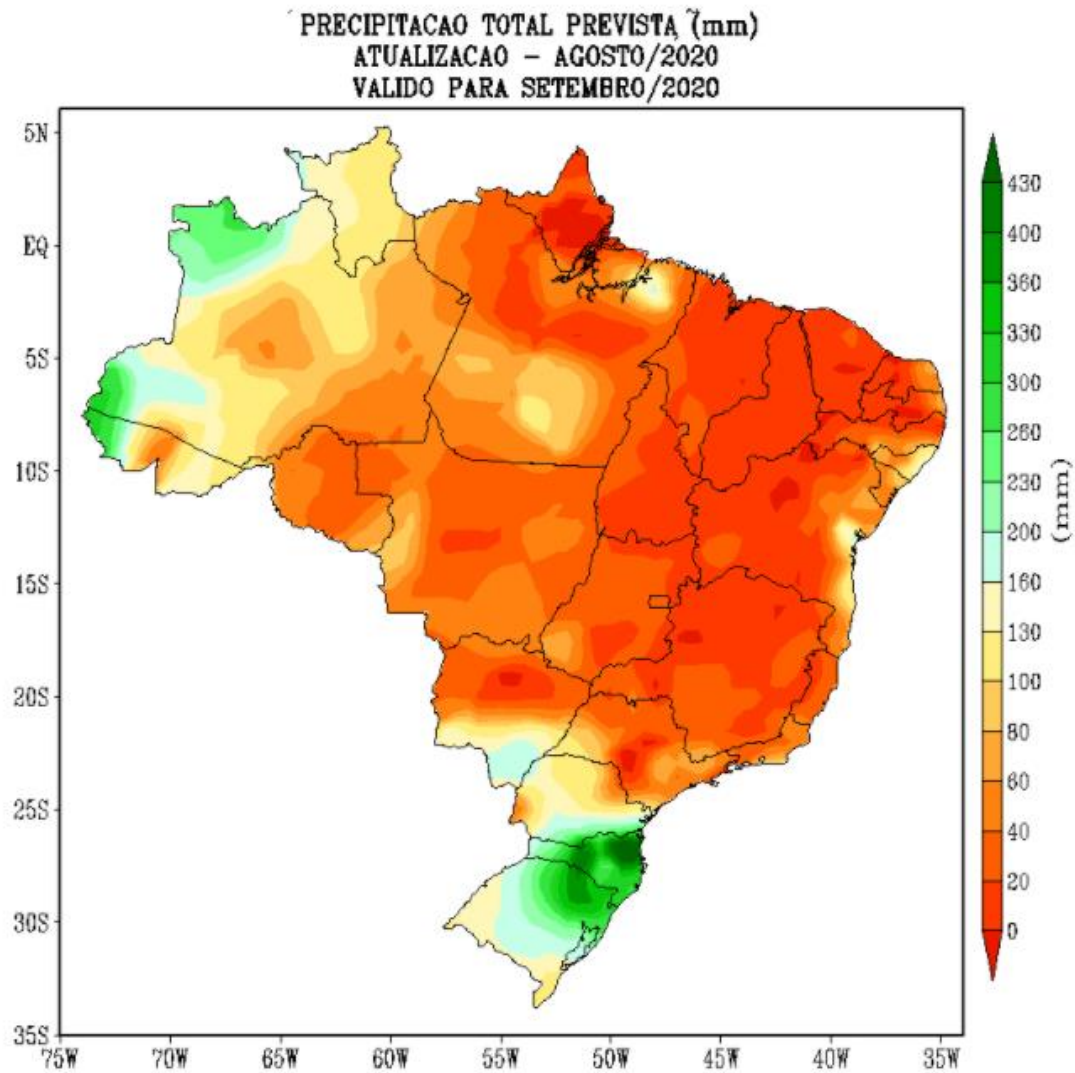 PRECIPITACAO TOTAL PREVISTA ~(mm)
ATUALIZACAO - AGOSTO/2020
VALIDO PARA SETEMBRO/2020
5N
EQ
5S
10S
15S
20S
25S
30S
35S
75W 70W 65W 60W 55W 50W 45W 40W 35W
430
400
360
330
300
260
230
200
160
130
100
80
60
40
20
0
(mm)